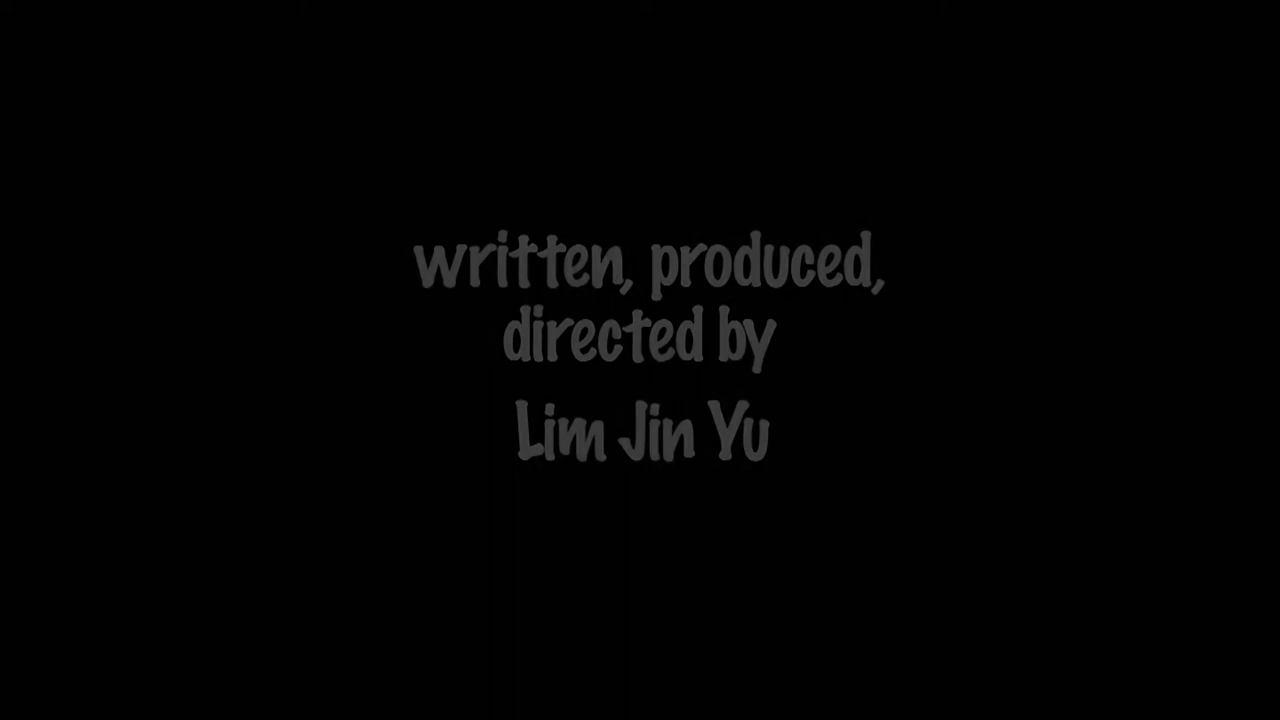 written, produced,
directed by
Lim Jin Yu